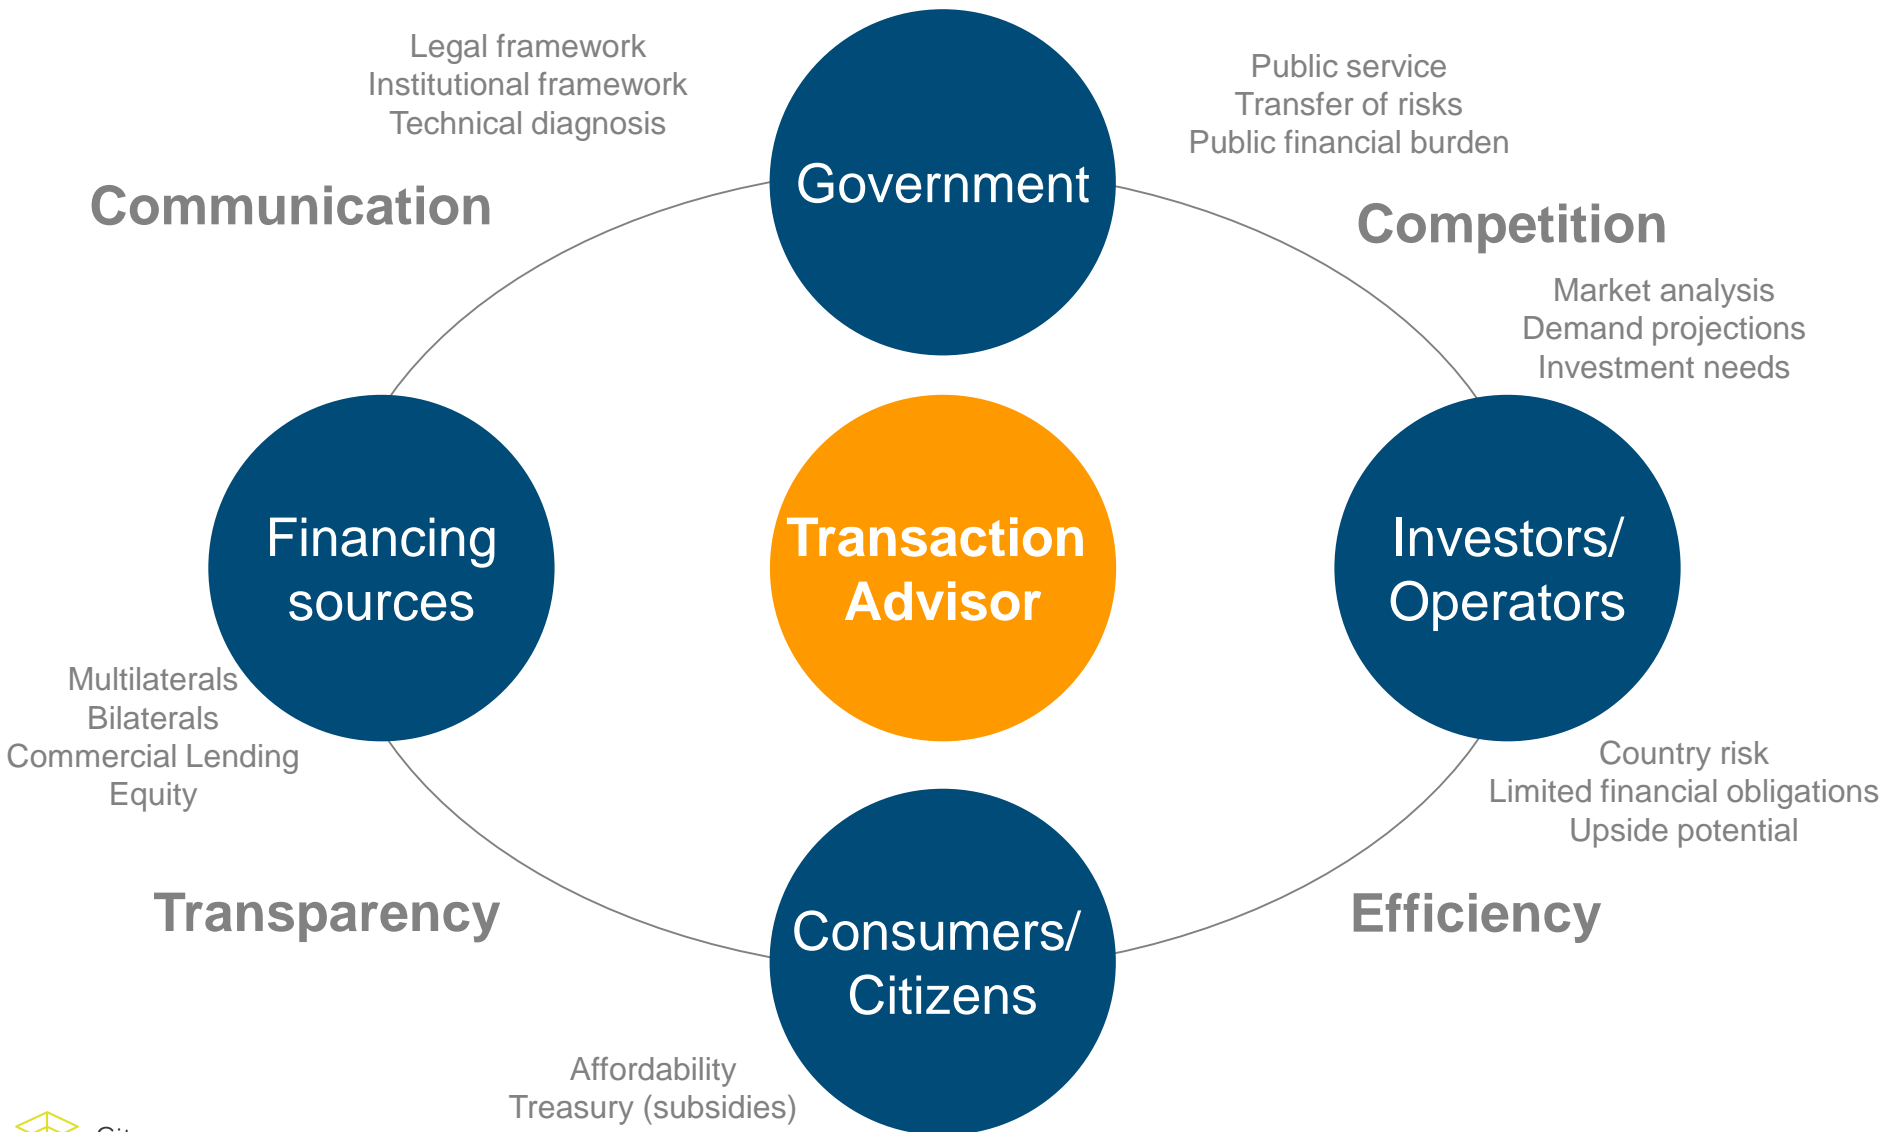 Legal framework
Institutional framework
Technical diagnosis
Public service
Transfer of risks
Public financial burden
Government
Communication
Competition
Market analysis
Demand projections
Investment needs
Financing
sources
Transaction
Advisor
Investors/
Operators
Multilaterals
Bilaterals
Commercial Lending
Equity
Country risk
Limited financial obligations
Upside potential
Transparency
Efficiency
Consumers/
Citizens
Affordability
Treasury (subsidies)